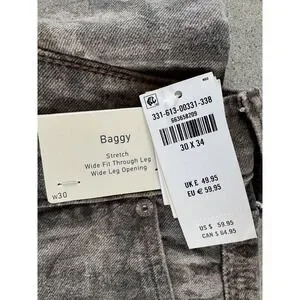 Baggy
Stretch
Wide Fit Through Leg
Wide Leg Opening
W30
331-613-00331-338
663658209
30 X 34
UK £ 49.95
EU € 59.95
US $ 59.95
CAN $ 64.95